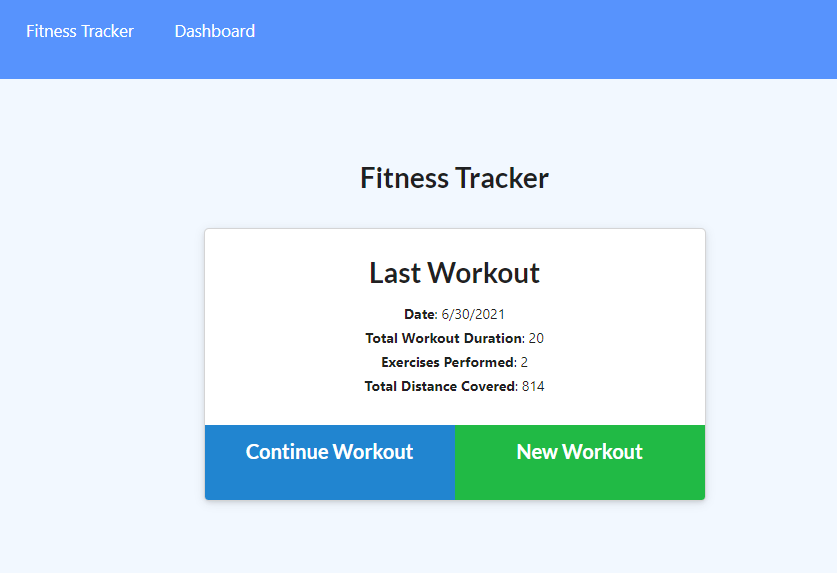 Fitness Tracker Dashboard
Fitness Tracker
Last Workout
Date: 6/30/2021
Total Workout Duration: 20
Exercises Performed: 2
Total Distance Covered: 814
Continue Workout New Workout